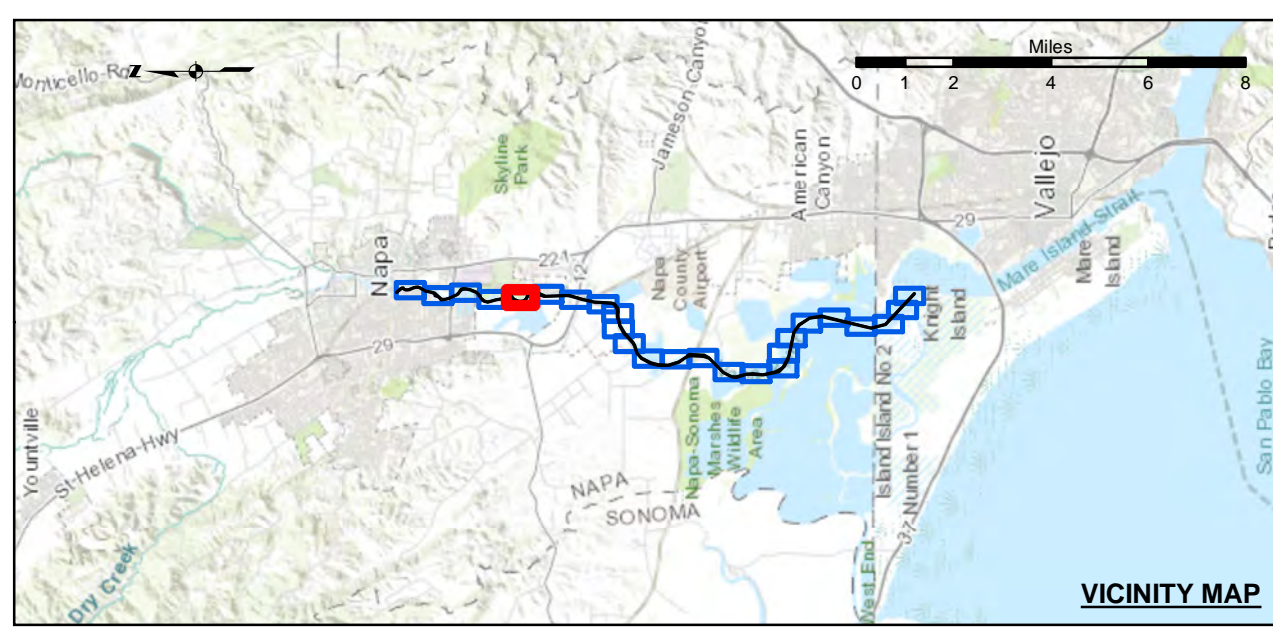 Monticello-Rd
Z
Miles
0 1 2 4 6 8
Jameson Canyo
Skyline
Park
American
Canyon
Vallejo
29
Mare Island-Strait
Mare
Island
221
12
Napa
Napa
County
Airport
Knight
Island
29
Yountville
St-Helena-Hwy
Napa-Sonoma
Marshes
Wildlife
Area
Island Island No 2
Number 1
37
San Pablo Bay
NAPA
SONOMA
Dry Creek
West End
VICINITY MAP